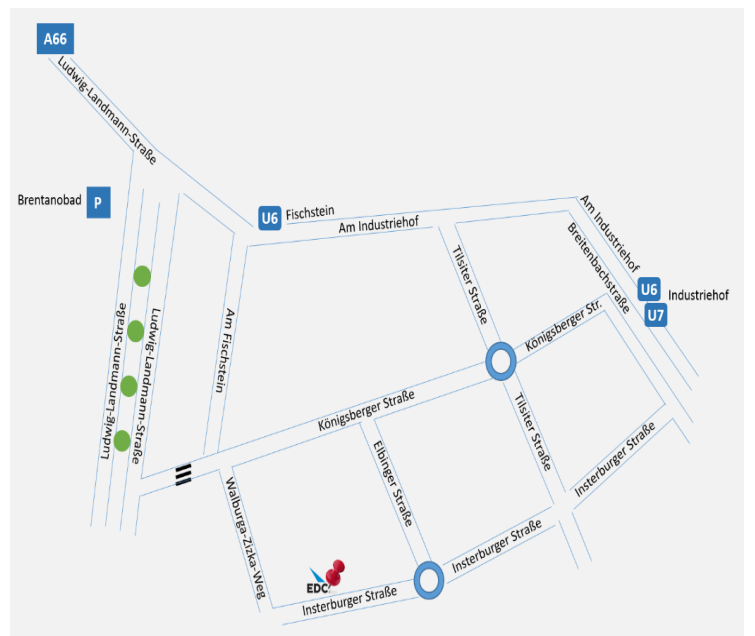 A66
Ludwig-Landmann-Straße
Brentanobad
P
U6
Fischstein
Am Industriehof
Am Industriehof
Breitenbachstraße
U6
U7
Industriehof
Tilsiter Straße
Königsberger Str.
Ludwig-Landmann-Straße
Ludwig-Landmann-Straße
Am Fischstein
Königsberger Straße
Tilsiter Straße
Elbinger Straße
Insterburger Straße
Walburga-Zizka-Weg
Insterburger Straße
EDC
Insterburger Straße